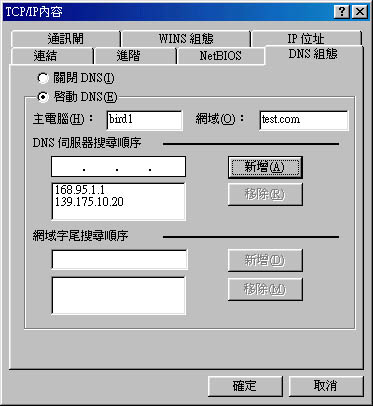 TCP/IP內容
通訊閘 WINS 組態 IP 位址
連結 進階 NetBIOS DNS 組態
關閉 DNS(I)
啓動 DNS(E)
主電腦(H)： bird1 網域(O)： test.com
DNS 伺服器搜尋順序
. . . 新增(A)
168.95.1.1
139.175.10.20
移除(R)
網域字尾搜尋順序
新增(D)
移除(M)
確定 取消